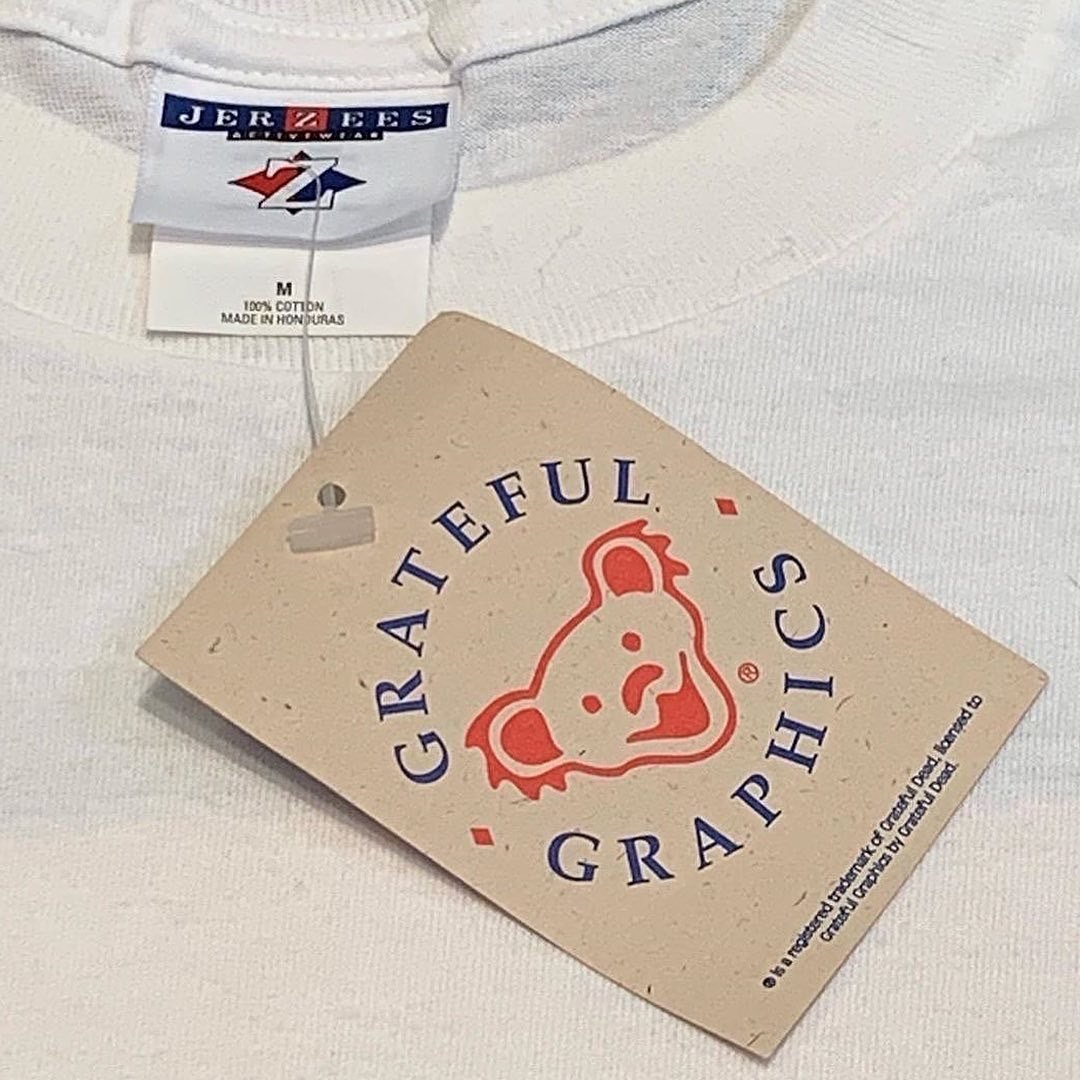 JERZEES
ACTIVEWEAR
Z
M
100% COTTON
MADE IN HONDURAS
GRATEFUL
GRAPHICS
®
® is a registered trademark of Grateful Dead, licensed to
Grateful Graphics by Grateful Dead.